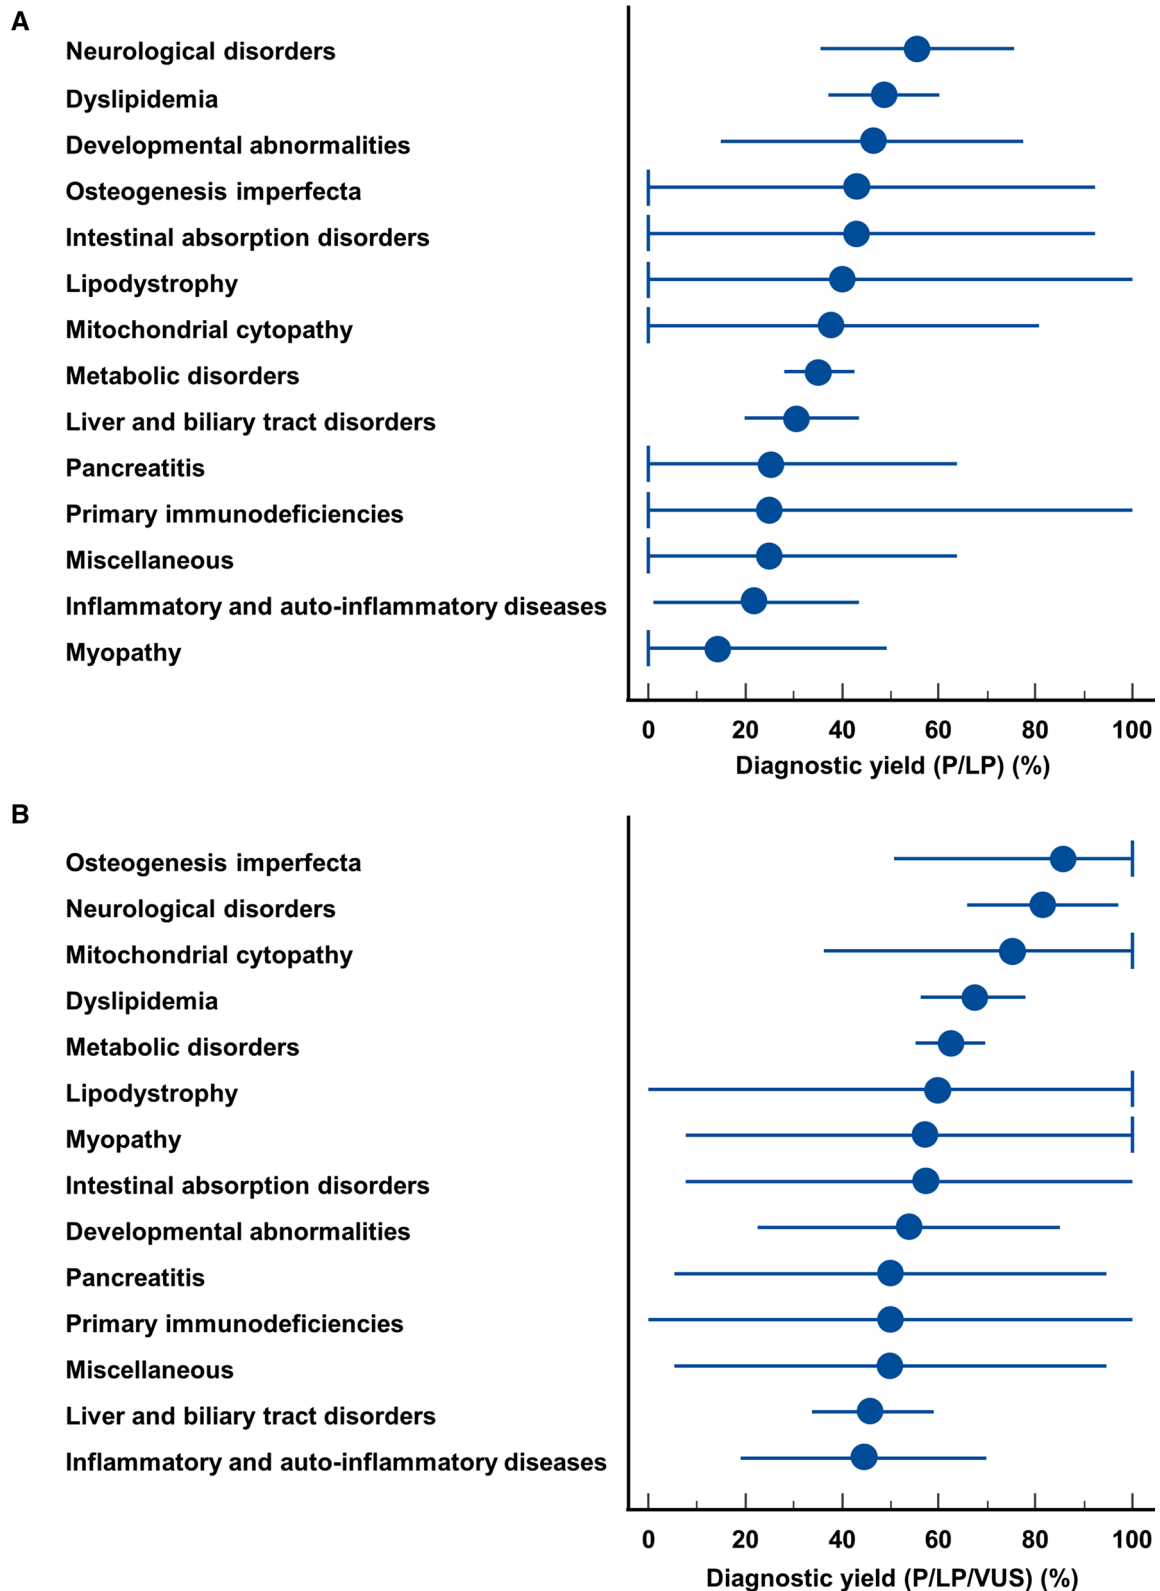 A
Neurological disorders
Dyslipidemia
Developmental abnormalities
Osteogenesis imperfecta
Intestinal absorption disorders
Lipodystrophy
Mitochondrial cytopathy
Metabolic disorders
Liver and biliary tract disorders
Pancreatitis
Primary immunodeficiencies
Miscellaneous
Inflammatory and auto-inflammatory diseases
Myopathy
0 20 40 60 80 100
Diagnostic yield (P/LP) (%)
B
Osteogenesis imperfecta
Neurological disorders
Mitochondrial cytopathy
Dyslipidemia
Metabolic disorders
Lipodystrophy
Myopathy
Intestinal absorption disorders
Developmental abnormalities
Pancreatitis
Primary immunodeficiencies
Miscellaneous
Liver and biliary tract disorders
Inflammatory and auto-inflammatory diseases
0 20 40 60 80 100
Diagnostic yield (P/LP/VUS) (%)